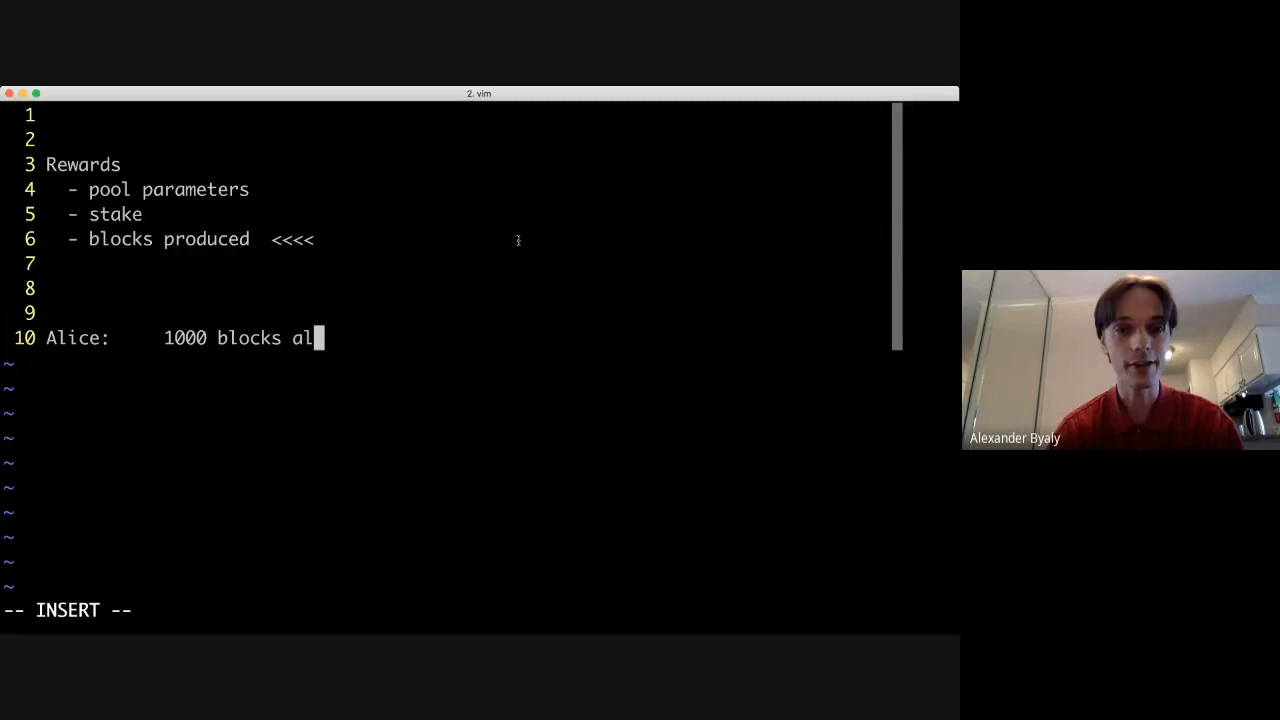 2. vim
1
2
3 Rewards
4 - pool parameters
5 - stake
6 - blocks produced <<<<
7
8
9
10 Alice: 1000 blocks al
~
~
~
~
~
~
~
~
~
~
-- INSERT --
Alexander Byaly